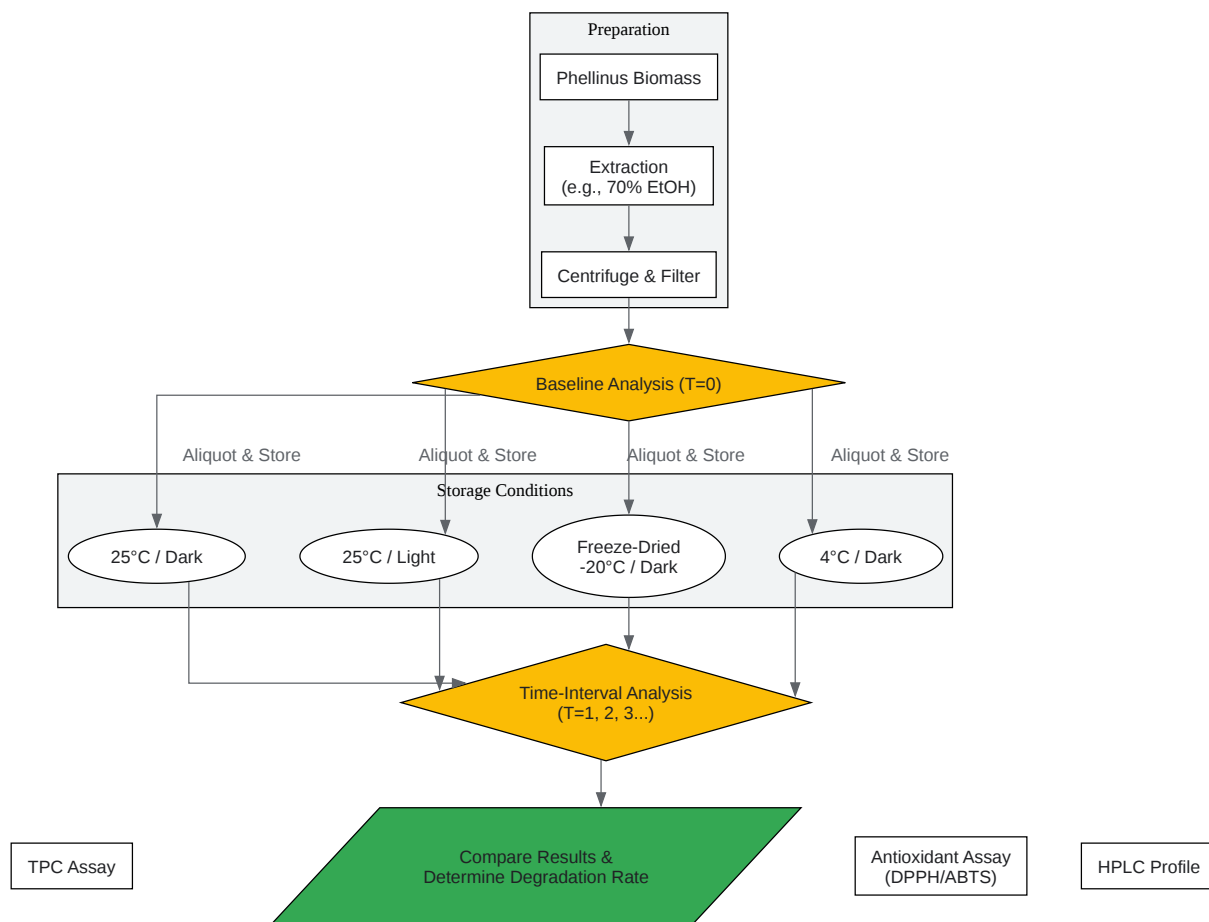 Preparation
Phellinus Biomass
Extraction
(e.g., 70% EtOH)
Centrifuge & Filter
Baseline Analysis (T=0)
Aliquot & Store
Aliquot & Store
Aliquot & Store
Aliquot & Store
Storage Conditions
25°C / Dark
25°C / Light
Freeze-Dried
-20°C / Dark
4°C / Dark
Time-Interval Analysis
(T=1, 2, 3...)
TPC Assay
Compare Results &
Determine Degradation Rate
Antioxidant Assay
(DPPH/ABTS)
HPLC Profile